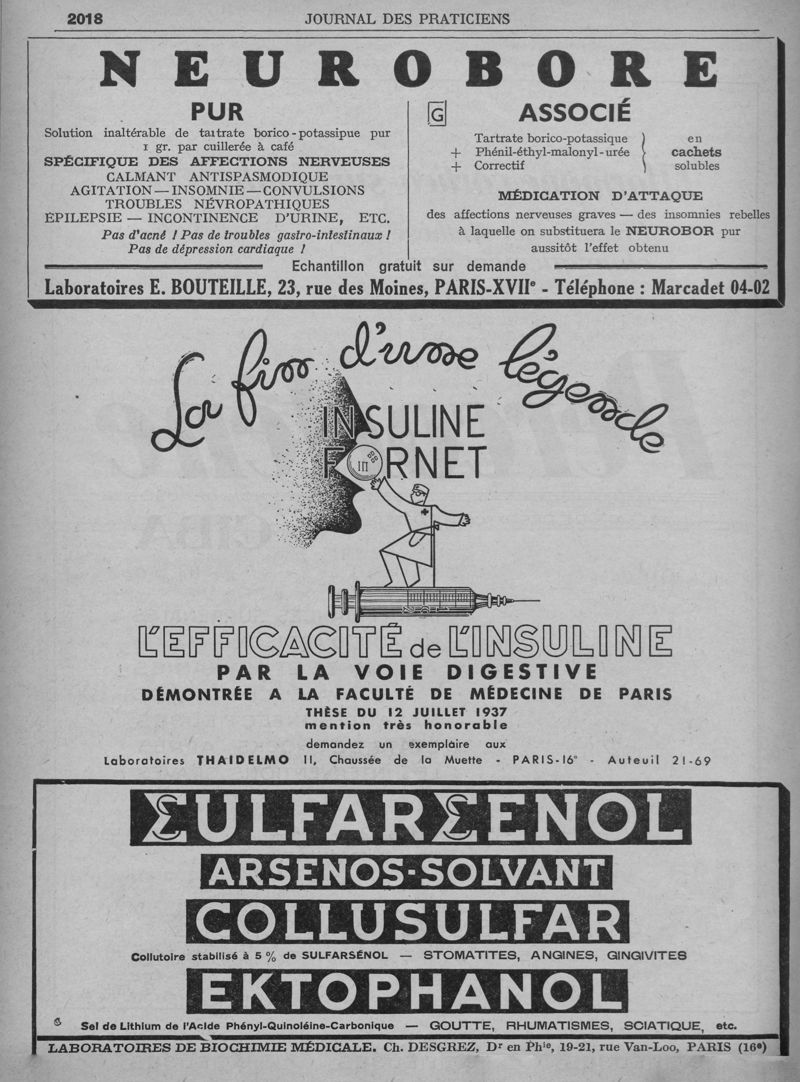 2018 JOURNAL DES PRATICIENS
NEUROBORE
PUR
Solution inaltérable de taitrate borico-potassipue pur
1 gr. par cuillerée à café
SPÉCIFIQUE DES AFFECTIONS NERVEUSES
CALMANT ANTISPASMODIQUE
AGITATION — INSOMNIE — CONVULSIONS
TROUBLES NÉVROPATHIQUES
ÉPILEPSIE — INCONTINENCE D'URINE, ETC.
Pas d'acné ! Pas de troubles gastro-intestinaux !
Pas de dépression cardiaque !
G ASSOCIÉ
Tartrate borico-potassique } en
+ Phénil-éthyl-malonyl-urée } cachets
+ Correctif } solubles
MÉDICATION D'ATTAQUE
des affections nerveuses graves — des insomnies rebelles
à laquelle on substituera le NEUROBOR pur
aussitôt l'effet obtenu
Echantillon gratuit sur demande
Laboratoires E. BOUTEILLE, 23, rue des Moines, PARIS-XVIIe - Téléphone : Marcadet 04-02
La fin d'une légende
INSULINE
FORNET
IN
L'EFFICACITÉ de L'INSULINE
PAR LA VOIE DIGESTIVE
DÉMONTRÉE A LA FACULTÉ DE MÉDECINE DE PARIS
THÈSE DU 12 JUILLET 1937
mention très honorable
demandez un exemplaire aux
Laboratoires THAIDELMO 11, Chaussée de la Muette - PARIS-16e - Auteuil 21-69
SULFARSENOL
ARSENOS-SOLVANT
COLLUSULFAR
Collutoire stabilisé à 5 % de SULFARSÉNOL — STOMATITES, ANGINES, GINGIVITES
EKTOPHANOL
Sel de Lithium de l'Acide Phényl-Quinoléine-Carbonique — GOUTTE, RHUMATISMES, SCIATIQUE, etc.
LABORATOIRES DE BIOCHIMIE MÉDICALE. Ch. DESGREZ, Dr en Phie, 19-21, rue Van-Loo, PARIS (16e)